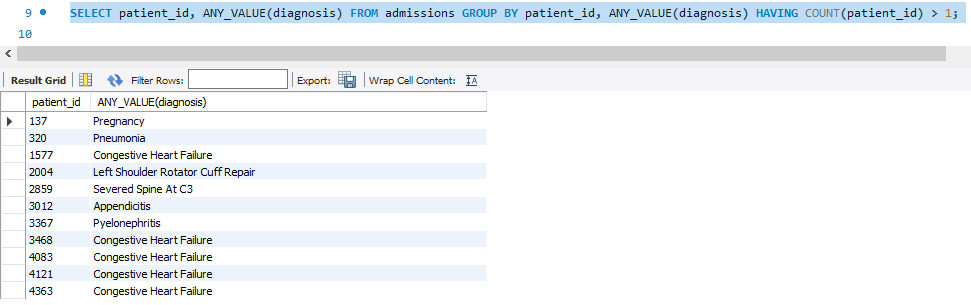 9 SELECT patient_id, ANY_VALUE(diagnosis) FROM admissions GROUP BY patient_id, ANY_VALUE(diagnosis) HAVING COUNT(patient_id) > 1;
10
Result Grid Filter Rows: Export: Wrap Cell Content: IA
patient_id ANY_VALUE(diagnosis)
137 Pregnancy
320 Pneumonia
1577 Congestive Heart Failure
2004 Left Shoulder Rotator Cuff Repair
2859 Severed Spine At C3
3012 Appendicitis
3367 Pyelonephritis
3468 Congestive Heart Failure
4083 Congestive Heart Failure
4121 Congestive Heart Failure
4363 Congestive Heart Failure